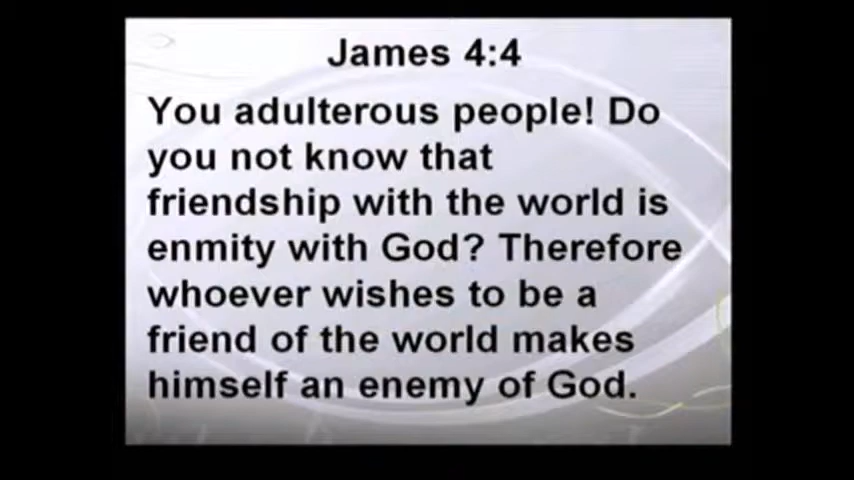 James 4:4
You adulterous people! Do
you not know that
friendship with the world is
enmity with God? Therefore
whoever wishes to be a
friend of the world makes
himself an enemy of God.